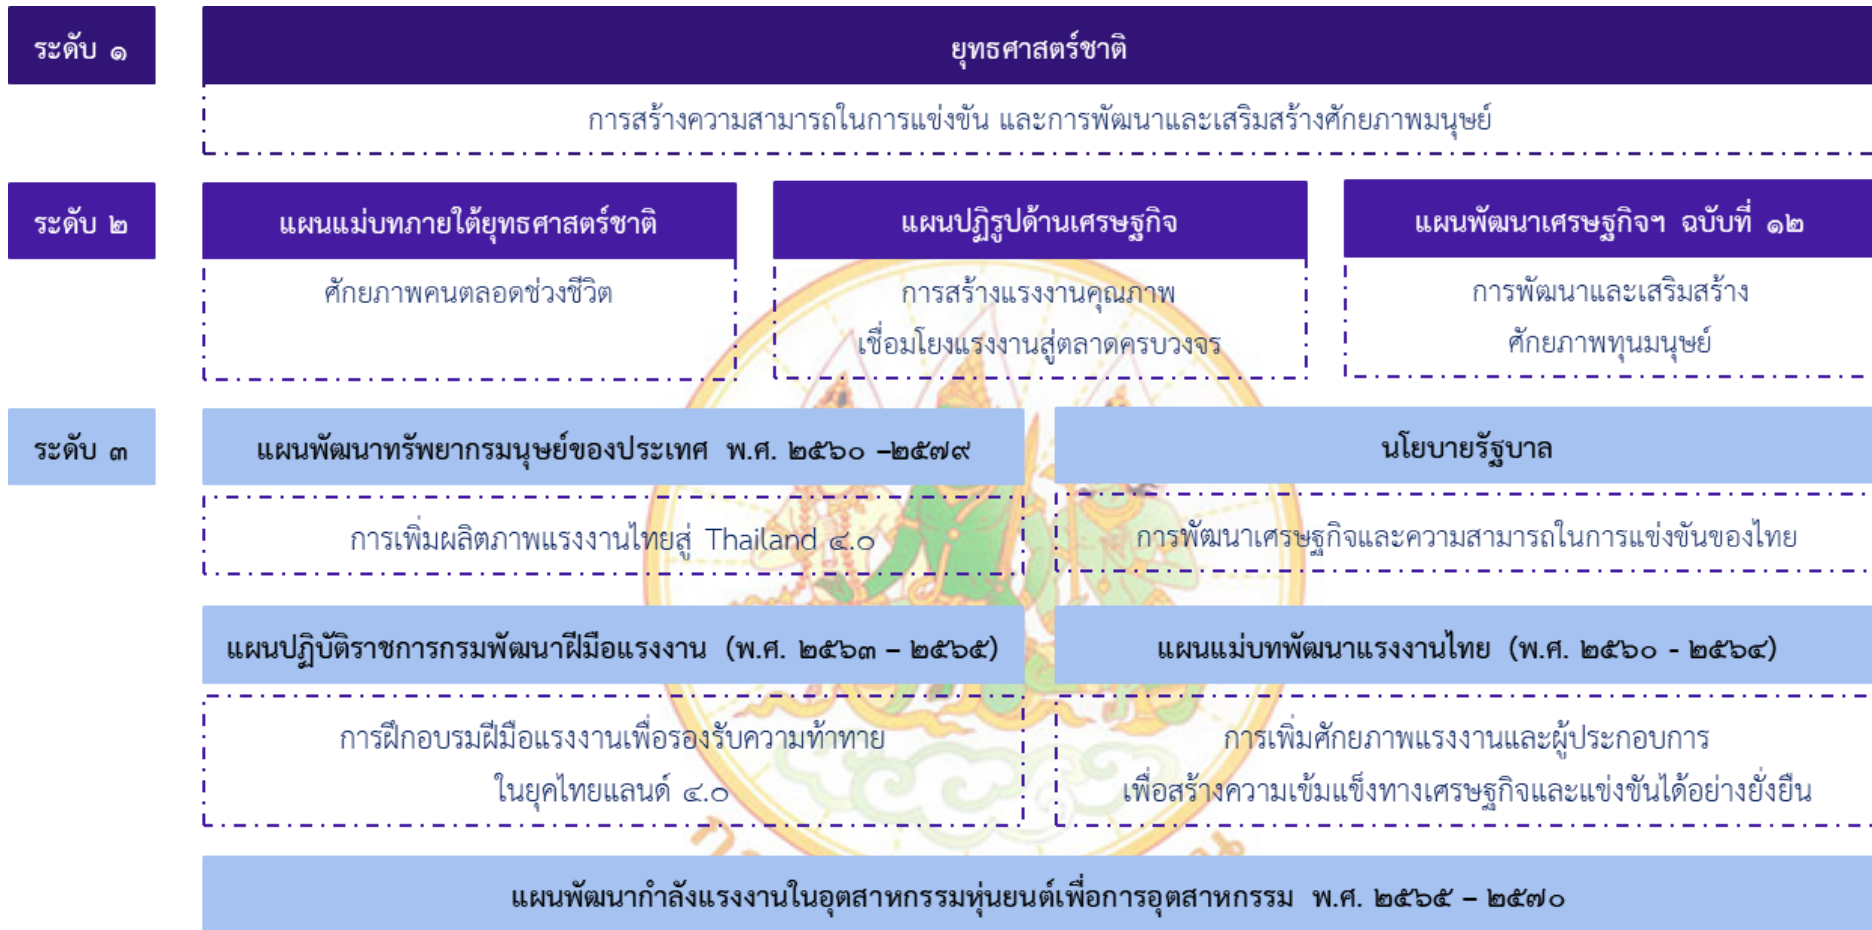 ระดับ ๑
ยุทธศาสตร์ชาติ
การสร้างความสามารถในการแข่งขัน และการพัฒนาและเสริมสร้างศักยภาพมนุษย์
ระดับ ๒
แผนแม่บทภายใต้ยุทธศาสตร์ชาติ
ศักยภาพคนตลอดช่วงชีวิต
แผนปฏิรูปด้านเศรษฐกิจ
การสร้างแรงงานคุณภาพ
เชื่อมโยงแรงงานสู่ตลาดครบวงจร
แผนพัฒนาเศรษฐกิจฯ ฉบับที่ ๑๒
การพัฒนาและเสริมสร้าง
ศักยภาพทุนมนุษย์
ระดับ ๓
แผนพัฒนาทรัพยากรมนุษย์ของประเทศ พ.ศ. ๒๕๖๐ –๒๕๗๙
การเพิ่มผลิตภาพแรงงานไทยสู่ Thailand ๔.๐
นโยบายรัฐบาล
การพัฒนาเศรษฐกิจและความสามารถในการแข่งขันของไทย
แผนปฏิบัติราชการกรมพัฒนาฝีมือแรงงาน (พ.ศ. ๒๕๖๓ – ๒๕๖๕)
การฝึกอบรมฝีมือแรงงานเพื่อรองรับความท้าทาย
ในยุคไทยแลนด์ ๔.๐
แผนแม่บทพัฒนาแรงงานไทย (พ.ศ. ๒๕๖๐ - ๒๕๖๔)
การเพิ่มศักยภาพแรงงานและผู้ประกอบการ
เพื่อสร้างความเข้มแข็งทางเศรษฐกิจและแข่งขันได้อย่างยั่งยืน
แผนพัฒนากำลังแรงงานในอุตสาหกรรมหุ่นยนต์เพื่อการอุตสาหกรรม พ.ศ. ๒๕๖๕ – ๒๕๗๐